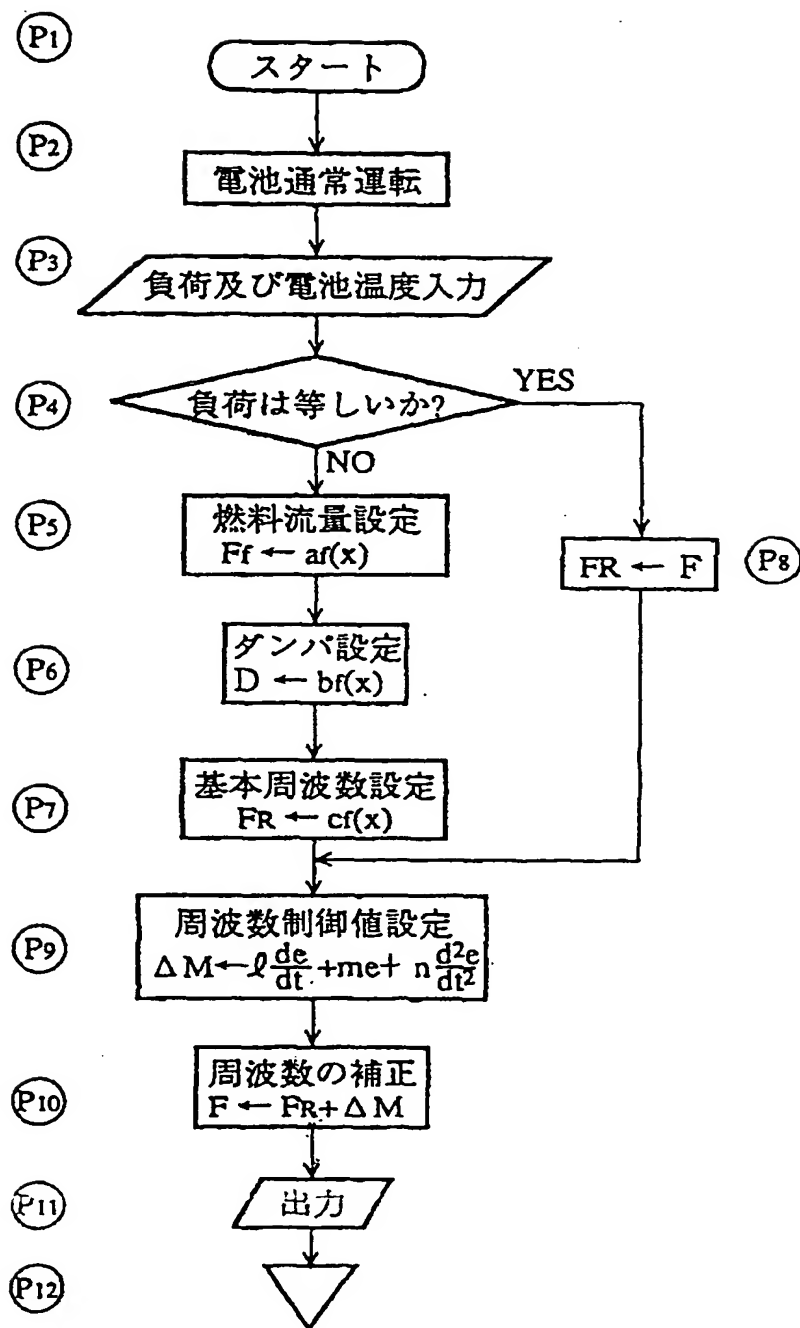 P1
スタート
P2
電池通常運転
P3
負荷及び電池温度入力
P4
負荷は等しいか?
YES
NO
P5
燃料流量設定
Ff ← af(x)
FR ← F
P8
P6
ダンパ設定
D ← bf(x)
P7
基本周波数設定
FR ← cf(x)
P9
周波数制御値設定
ΔM←ℓ de/dt +me+ n d²e/dt²
P10
周波数の補正
F ← FR+ΔM
P11
出力
P12